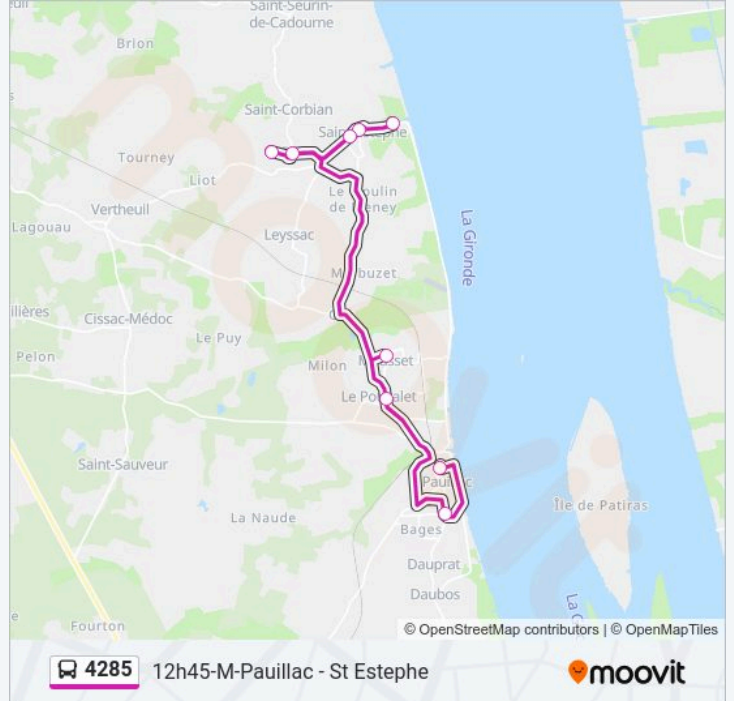 Saint-Seurin-
de-Cadourne
Brion
Saint-Corbian
Tourney
Liot
Vertheuil
Lagouau
Leyssac
La Gironde
Cissac-Médoc
Le Puy
Pelon
Milon
Saint-Sauveur
La Naude
Île de Patiras
Bages
Dauprat
Daubos
Fourton
© OpenStreetMap contributors | © OpenMapTiles
4285 12h45-M-Pauillac - St Estephe
moovit